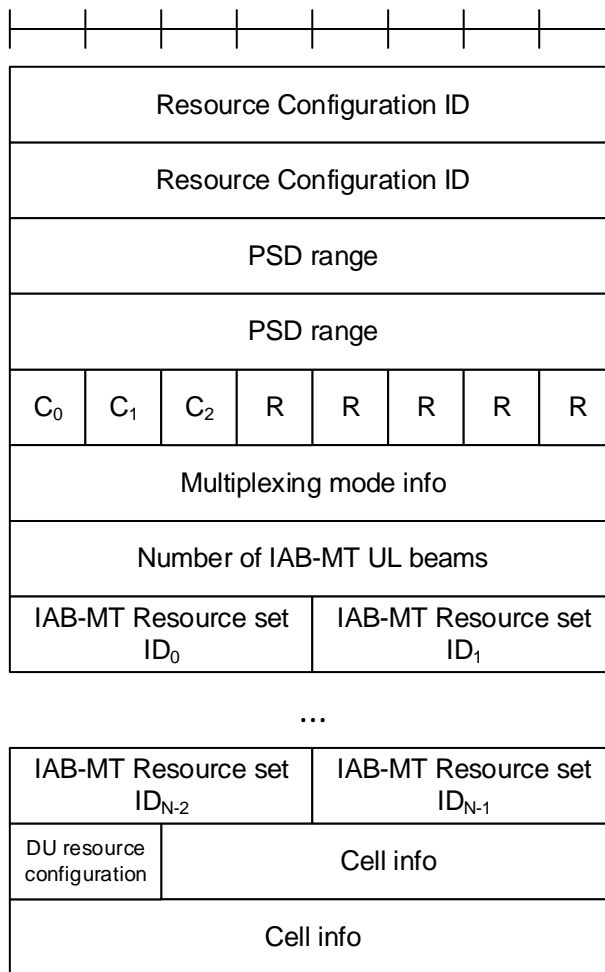 Resource Configuration ID
Resource Configuration ID
PSD range
PSD range
C₀ C₁ C₂ R R R R R
Multiplexing mode info
Number of IAB-MT UL beams
IAB-MT Resource set IAB-MT Resource set
ID₀ ID₁
...
IAB-MT Resource set IAB-MT Resource set
ID_N-2 ID_N-1
DU resource
configuration
Cell info
Cell info